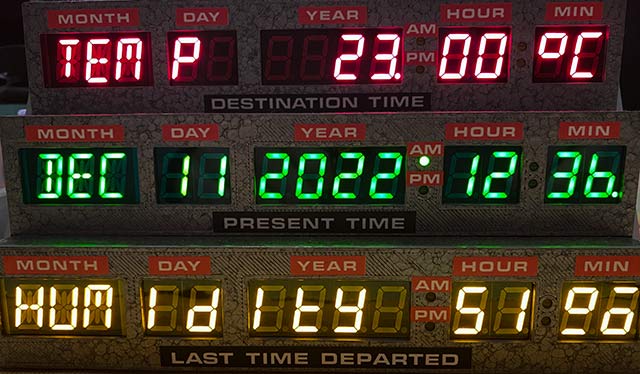 MONTH DAY YEAR HOUR MIN
TEM P 23. 00 ºC
AM
PM
DESTINATION TIME
MONTH DAY YEAR HOUR MIN
DEC 11 2022 12 36.
AM
PM
PRESENT TIME
MONTH DAY YEAR HOUR MIN
HUM id ity 51 9%
AM
PM
LAST TIME DEPARTED